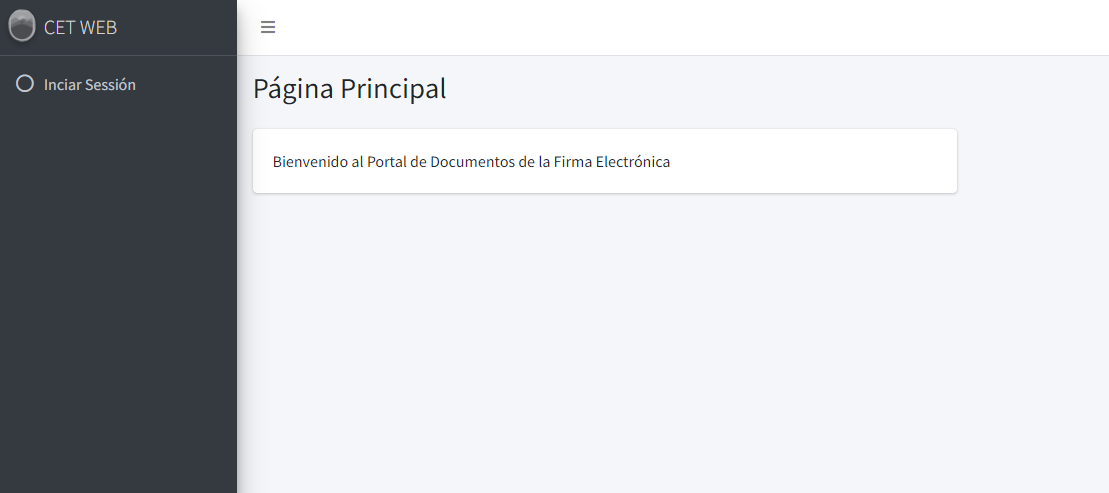 CET WEB
Inciar Sessión
Página Principal
Bienvenido al Portal de Documentos de la Firma Electrónica